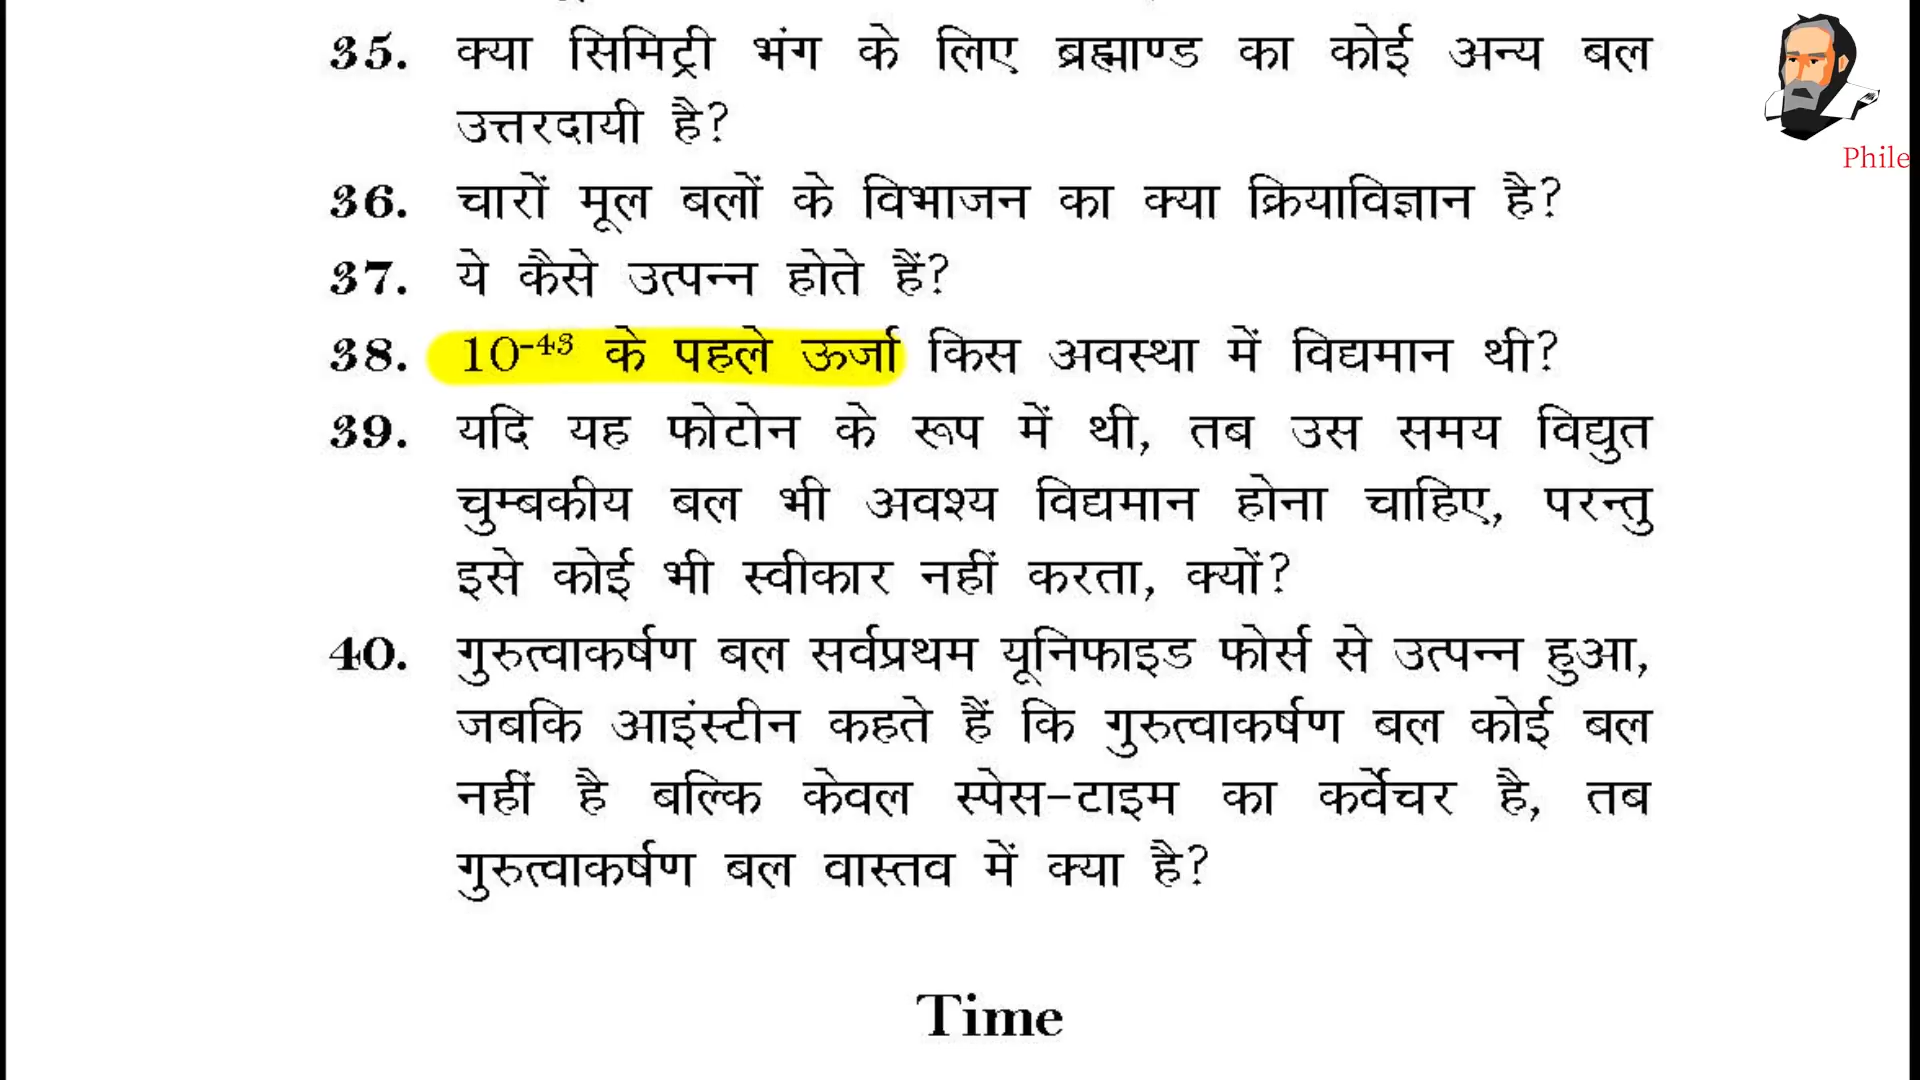 35. क्या सिमिट्री भंग के लिए ब्रह्माण्ड का कोई अन्य बल
उत्तरदायी है?
36. चारों मूल बलों के विभाजन का क्या क्रियाविज्ञान है?
37. ये कैसे उत्पन्न होते हैं?
38. 10⁻⁴³ के पहले ऊर्जा किस अवस्था में विद्यमान थी?
39. यदि यह फोटोन के रूप में थी, तब उस समय विद्युत
चुम्बकीय बल भी अवश्य विद्यमान होना चाहिए, परन्तु
इसे कोई भी स्वीकार नहीं करता, क्यों?
40. गुरुत्वाकर्षण बल सर्वप्रथम यूनिफाइड फोर्स से उत्पन्न हुआ,
जबकि आइंस्टीन कहते हैं कि गुरुत्वाकर्षण बल कोई बल
नहीं है बल्कि केवल स्पेस-टाइम का कर्वेचर है, तब
गुरुत्वाकर्षण बल वास्तव में क्या है?
Time
Phile